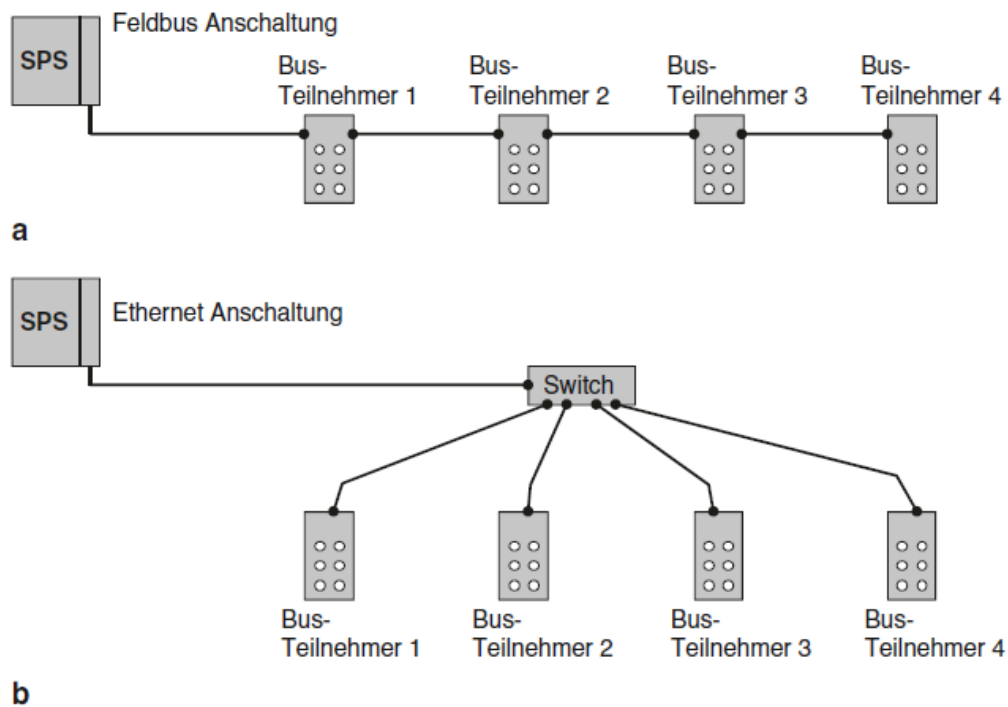 Feldbus Anschaltung
SPS
Bus-
Teilnehmer 1
Bus-
Teilnehmer 2
Bus-
Teilnehmer 3
Bus-
Teilnehmer 4
a
Ethernet Anschaltung
SPS
Switch
Bus-
Teilnehmer 1
Bus-
Teilnehmer 2
Bus-
Teilnehmer 3
Bus-
Teilnehmer 4
b